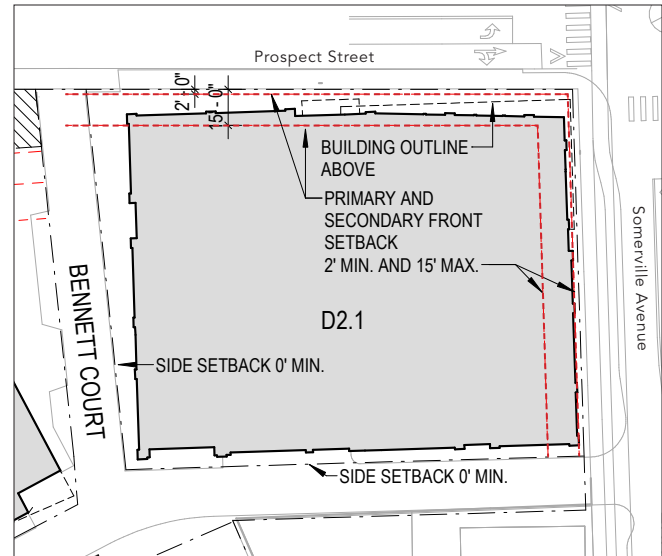 Prospect Street
2' - 0"
15' - 0"
BUILDING OUTLINE
ABOVE
PRIMARY AND
SECONDARY FRONT
SETBACK
2' MIN. AND 15' MAX.
Somerville Avenue
BENNETT COURT
D2.1
SIDE SETBACK 0' MIN.
SIDE SETBACK 0' MIN.